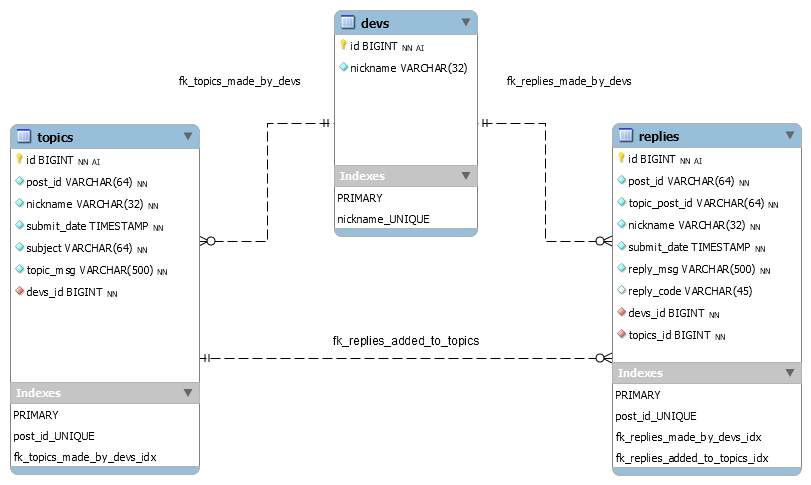 devs
id BIGINT NN AI
nickname VARCHAR(32)
Indexes
PRIMARY
nickname_UNIQUE
fk_topics_made_by_devs
fk_replies_made_by_devs
topics
id BIGINT NN AI
post_id VARCHAR(64) NN
nickname VARCHAR(32) NN
submit_date TIMESTAMP NN
subject VARCHAR(64) NN
topic_msg VARCHAR(500) NN
devs_id BIGINT NN
Indexes
PRIMARY
post_id_UNIQUE
fk_topics_made_by_devs_idx
fk_replies_added_to_topics
replies
id BIGINT NN AI
post_id VARCHAR(64) NN
topic_post_id VARCHAR(64) NN
nickname VARCHAR(32) NN
submit_date TIMESTAMP NN
reply_msg VARCHAR(500) NN
reply_code VARCHAR(45)
devs_id BIGINT NN
topics_id BIGINT NN
Indexes
PRIMARY
post_id_UNIQUE
fk_replies_made_by_devs_idx
fk_replies_added_to_topics_idx